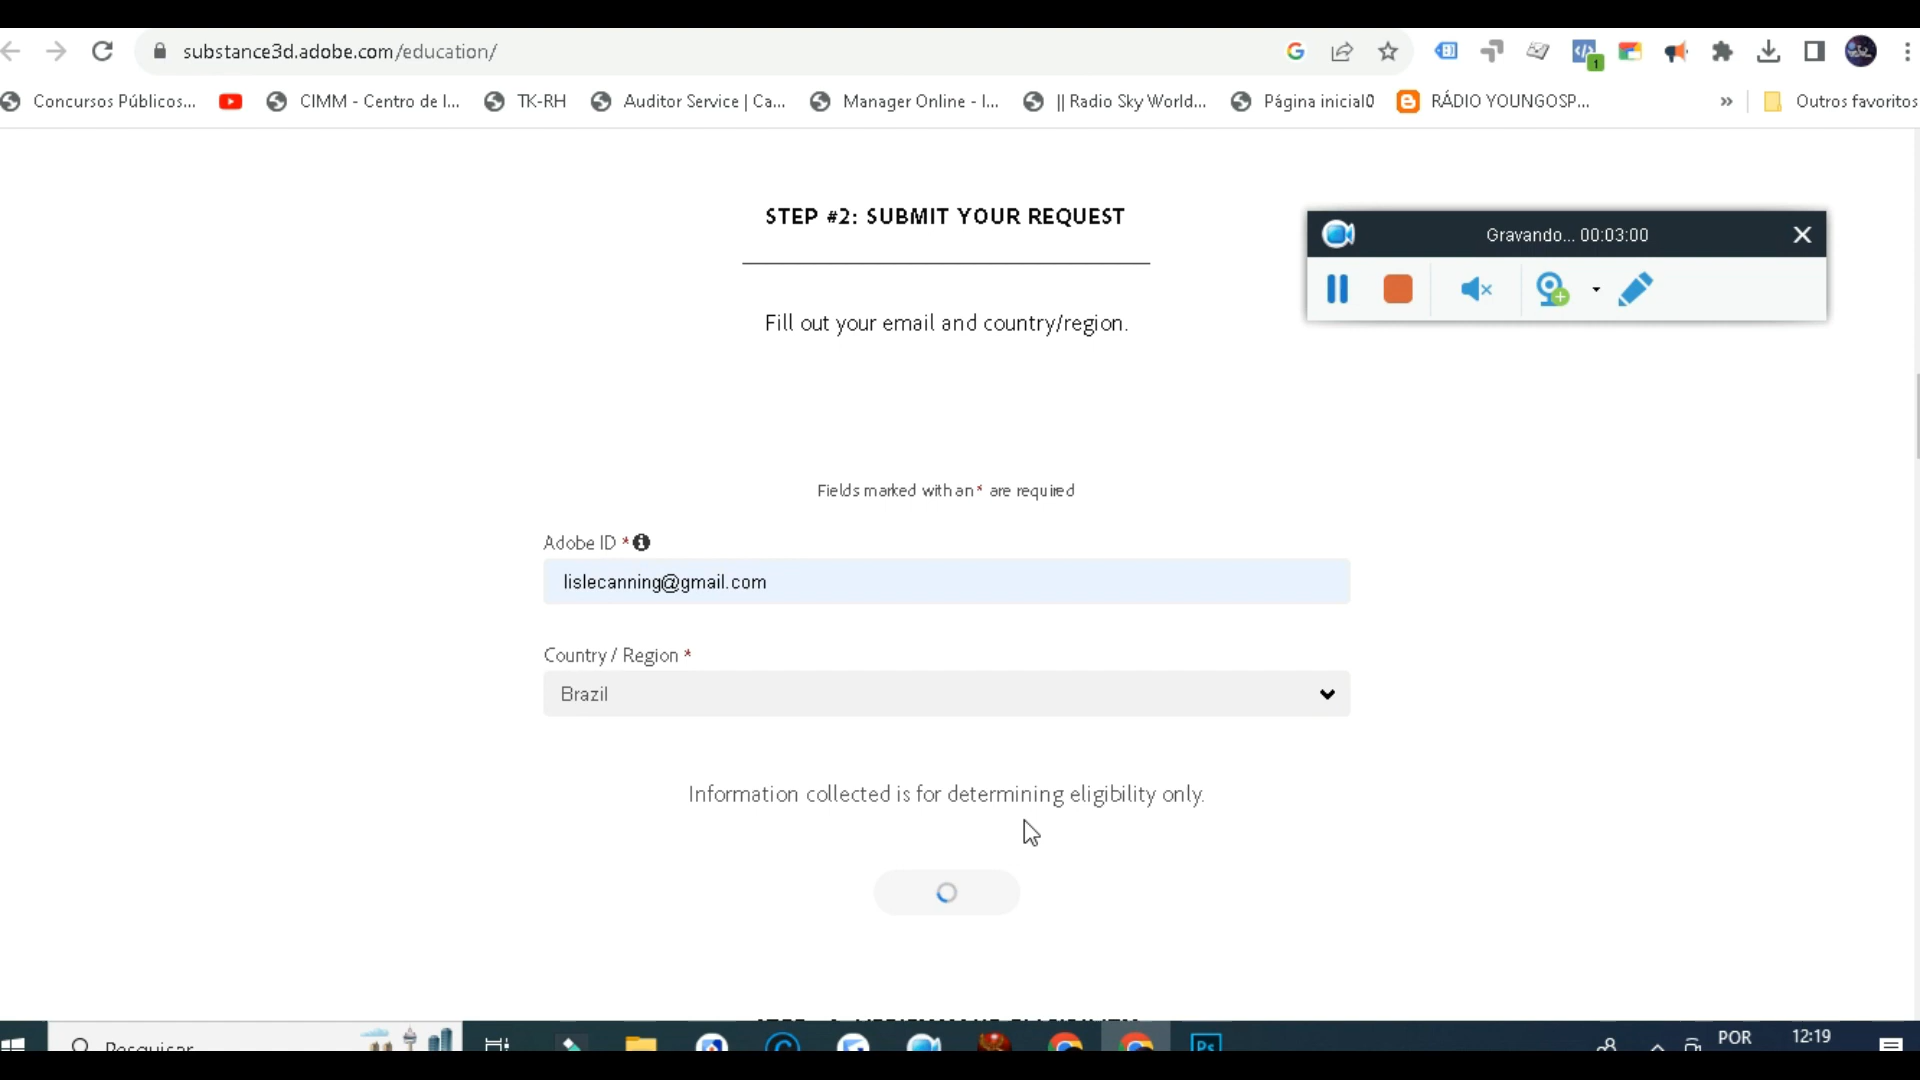 substance3d.adobe.com/education/
Concursos Públicos... CIMM - Centro de I... TK-RH Auditor Service | Ca... Manager Online - I... || Radio Sky World... Página inicial0 RÁDIO YOUNGOSP... » Outros favoritos
STEP #2: SUBMIT YOUR REQUEST
Gravando... 00:03:00
Fill out your email and country/region.
Fields marked with an * are required
Adobe ID *
lislecanning@gmail.com
Country / Region *
Brazil
Information collected is for determining eligibility only.
Pesquisar
Ps
POR 12:19